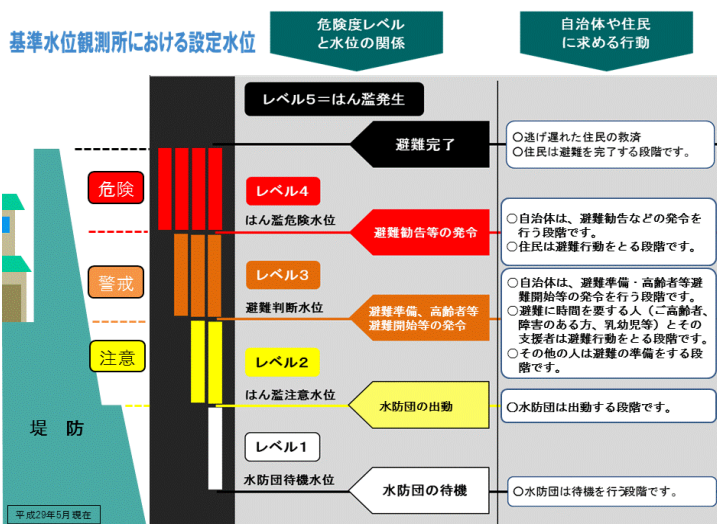 基準水位観測所における設定水位
危険度レベル
と水位の関係
自治体や住民
に求める行動
レベル5=はん濫発生
避難完了
○逃げ遅れた住民の救済
○住民は避難を完了する段階です。
危険
レベル4
はん濫危険水位
避難勧告等の発令
○自治体は、避難勧告などの発令を
行う段階です。
○住民は避難行動をとる段階です。
警戒
レベル3
避難判断水位
避難準備、高齢者等
避難開始等の発令
○自治体は、避難準備・高齢者等避
難開始等の発令を行う段階です。
○避難に時間を要する人(ご高齢者、
障害のある方、乳幼児等)とその
支援者は避難行動をとる段階です。
○その他の人は避難の準備をする段
階です。
注意
レベル2
はん濫注意水位
水防団の出動
○水防団は出動する段階です。
堤 防
レベル1
水防団待機水位
水防団の待機
○水防団は待機を行う段階です。
平成29年5月現在